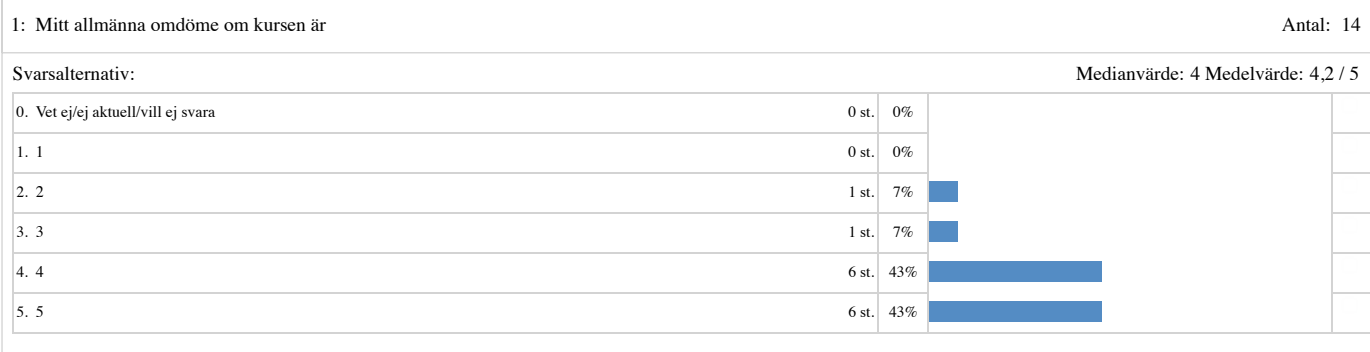 1: Mitt allmänna omdöme om kursen är Antal: 14
Svarsalternativ: Medianvärde: 4 Medelvärde: 4,2 / 5
0. Vet ej/ej aktuell/vill ej svara 0 st. 0%
1. 1 0 st. 0%
2. 2 1 st. 7%
3. 3 1 st. 7%
4. 4 6 st. 43%
5. 5 6 st. 43%